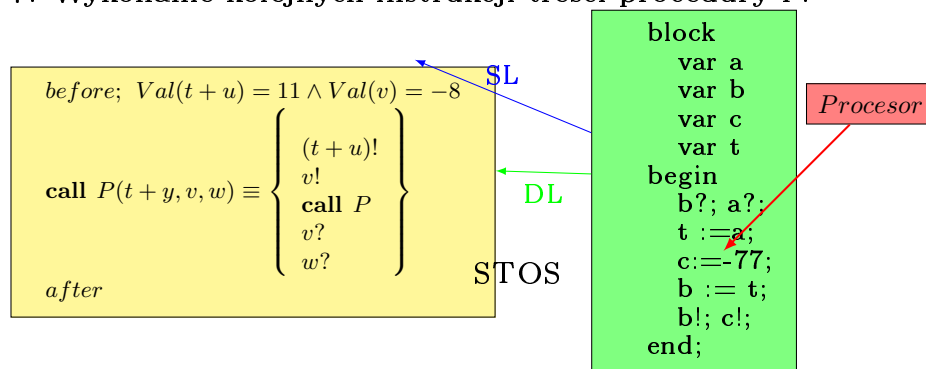 before; Val(t + u) = 11 ∧ Val(v) = −8
(t + u)!
v!
call P(t + y, v, w) ≡
call P
v?
w?
after
SL
DL
STOS
block
var a
var b
var c
var t
begin
b?; a?;
t :=a;
c:=-77;
b := t;
b!; c!;
end;
Procesor